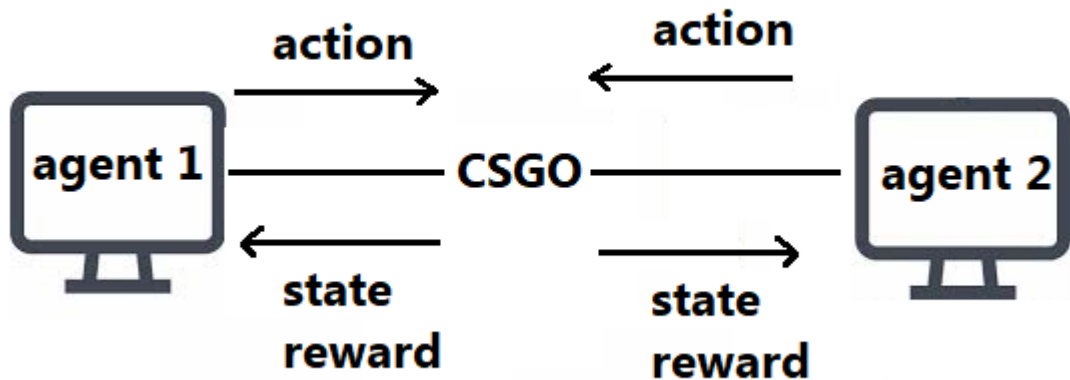 action
action
agent 1
CSGO
agent 2
state
reward
state
reward